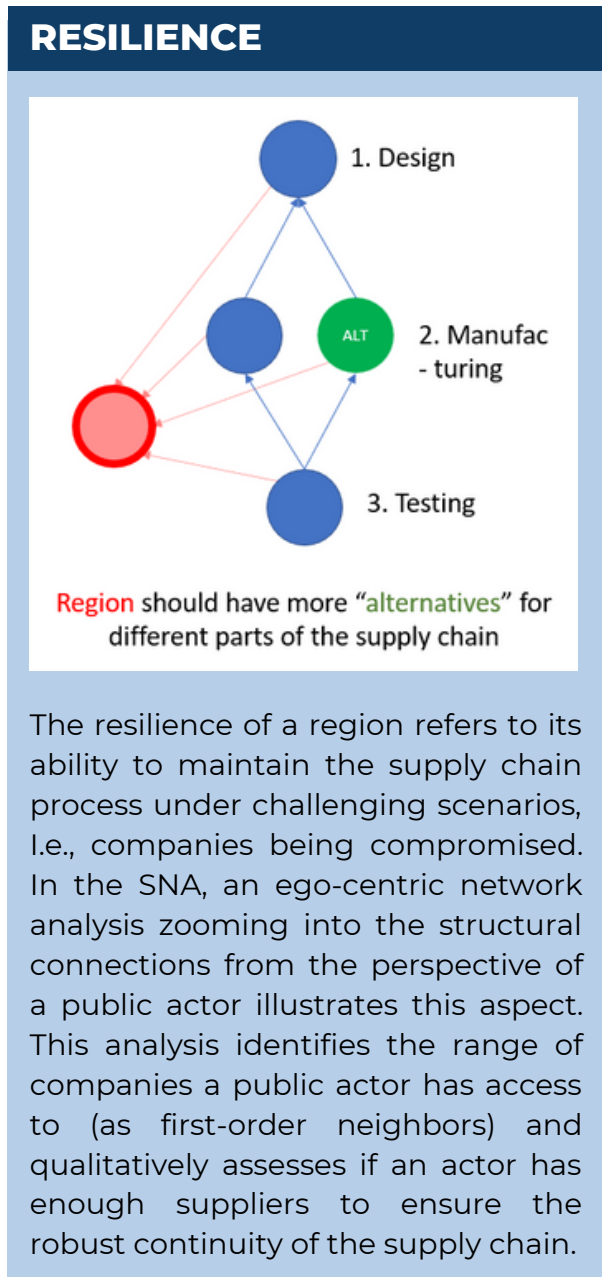 RESILIENCE
1. Design
ALT
2. Manufac
- turing
3. Testing
Region should have more “alternatives” for
different parts of the supply chain
The resilience of a region refers to its
ability to maintain the supply chain
process under challenging scenarios,
I.e., companies being compromised.
In the SNA, an ego-centric network
analysis zooming into the structural
connections from the perspective of
a public actor illustrates this aspect.
This analysis identifies the range of
companies a public actor has access
to (as first-order neighbors) and
qualitatively assesses if an actor has
enough suppliers to ensure the
robust continuity of the supply chain.